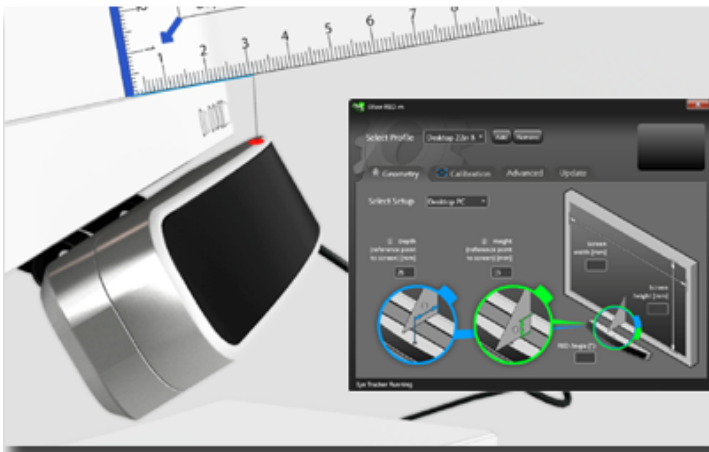 1 2 3 4 5 6 7
iView RED-m
Select Profile Desktop 22in Add Remove
Geometry Calibration Advanced Update
Select Setup Desktop PC
Depth
(reference point
to screen) [mm]
Height
(reference point
to screen) [mm]
Screen
width [mm]
Screen
height [mm]
RED Angle [°]
Eye Tracker Running